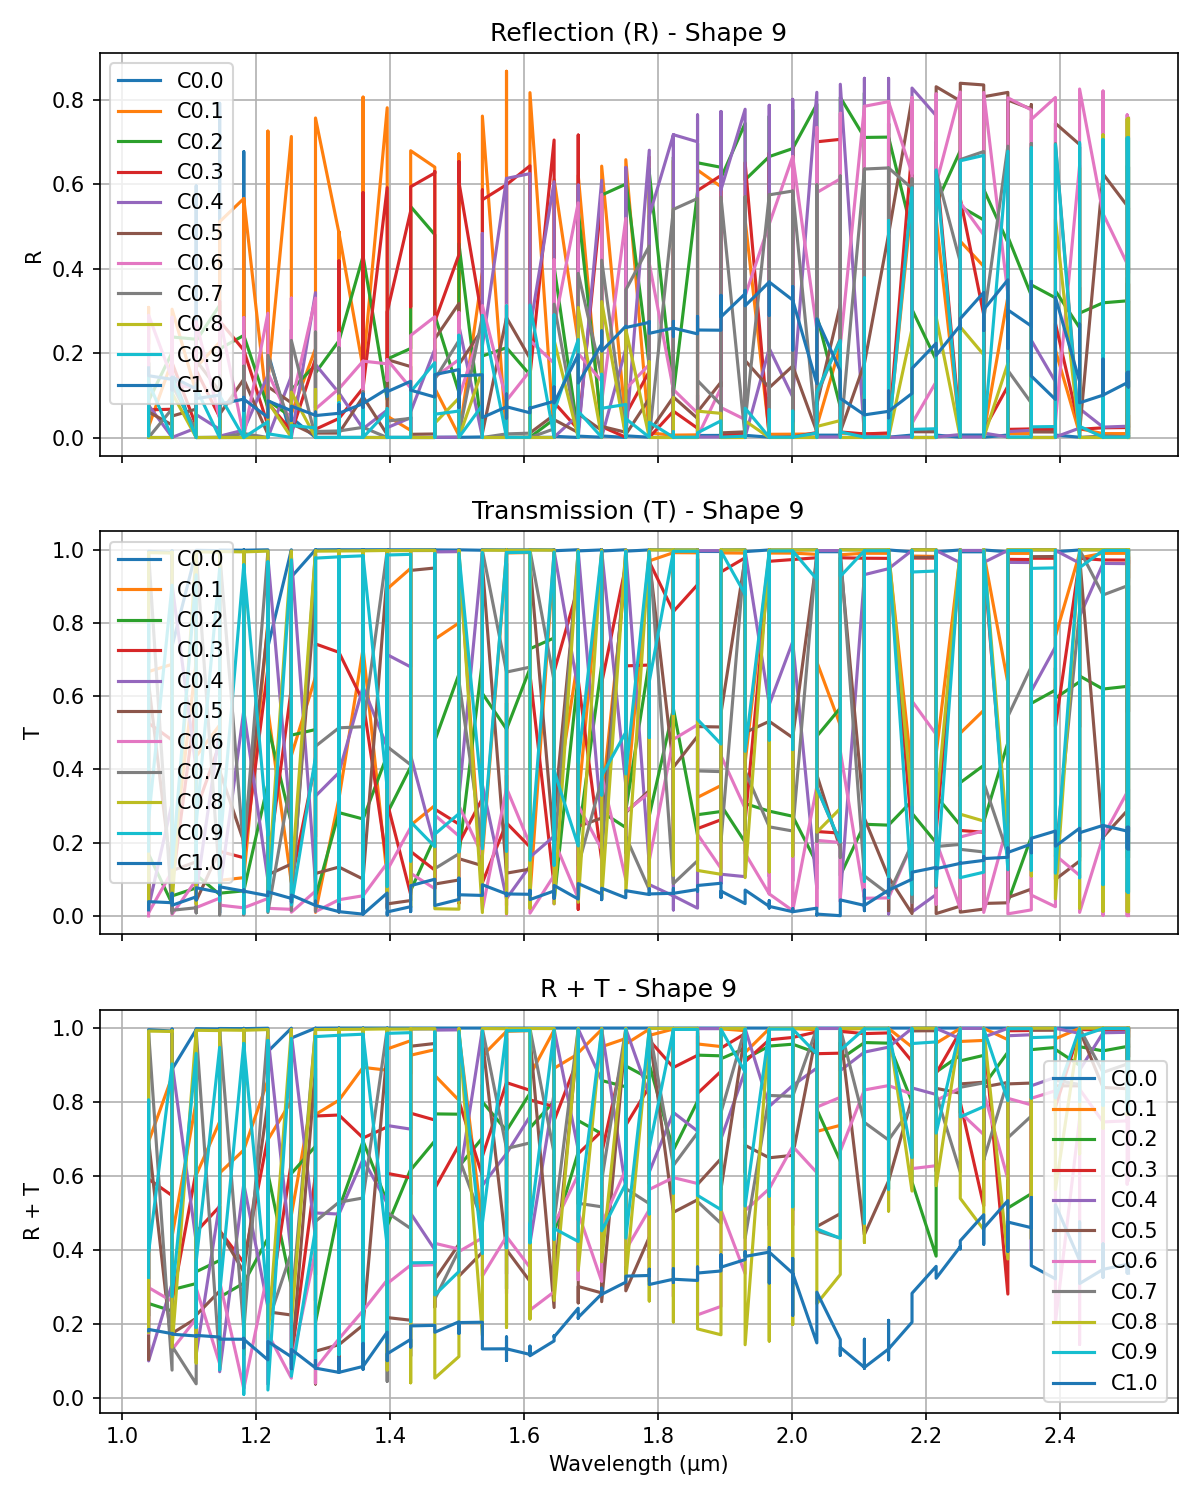 Reflection (R) - Shape 9
R
0.8
0.6
0.4
0.2
0.0
C0.0
C0.1
C0.2
C0.3
C0.4
C0.5
C0.6
C0.7
C0.8
C0.9
C1.0
Transmission (T) - Shape 9
T
1.0
0.8
0.6
0.4
0.2
0.0
C0.0
C0.1
C0.2
C0.3
C0.4
C0.5
C0.6
C0.7
C0.8
C0.9
C1.0
R + T - Shape 9
R + T
1.0
0.8
0.6
0.4
0.2
0.0
C0.0
C0.1
C0.2
C0.3
C0.4
C0.5
C0.6
C0.7
C0.8
C0.9
C1.0
1.0 1.2 1.4 1.6 1.8 2.0 2.2 2.4
Wavelength (μm)